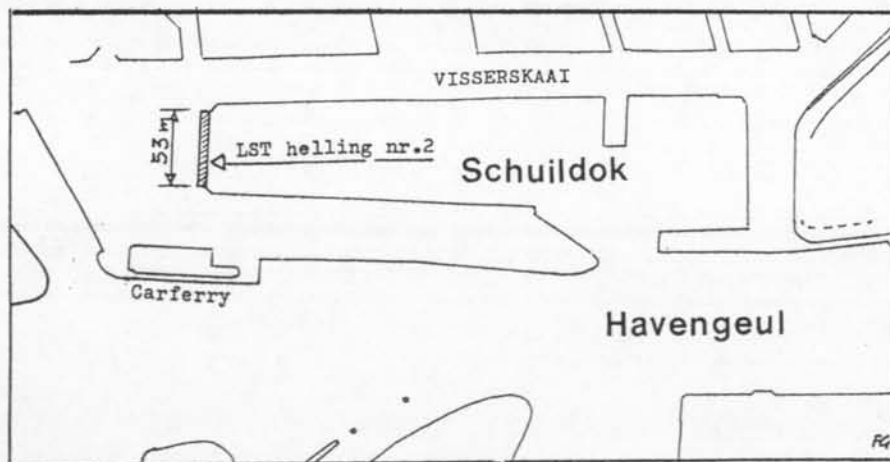 VISSERSKAAI
53 m
LST helling nr.2
Schuildok
Carferry
Havengeul